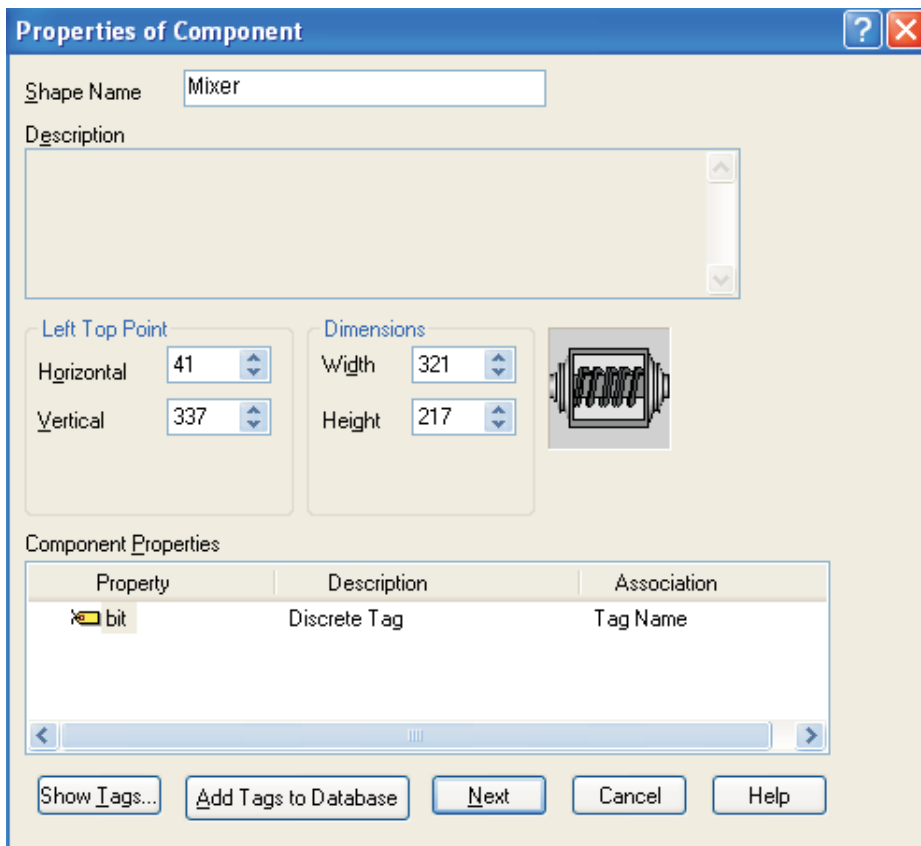 Properties of Component
?
Shape Name Mixer
Description
Left Top Point Dimensions
Horizontal 41 Width 321
Vertical 337 Height 217
Component Properties
Property Description Association
bit Discrete Tag Tag Name
Show Tags... Add Tags to Database Next Cancel Help